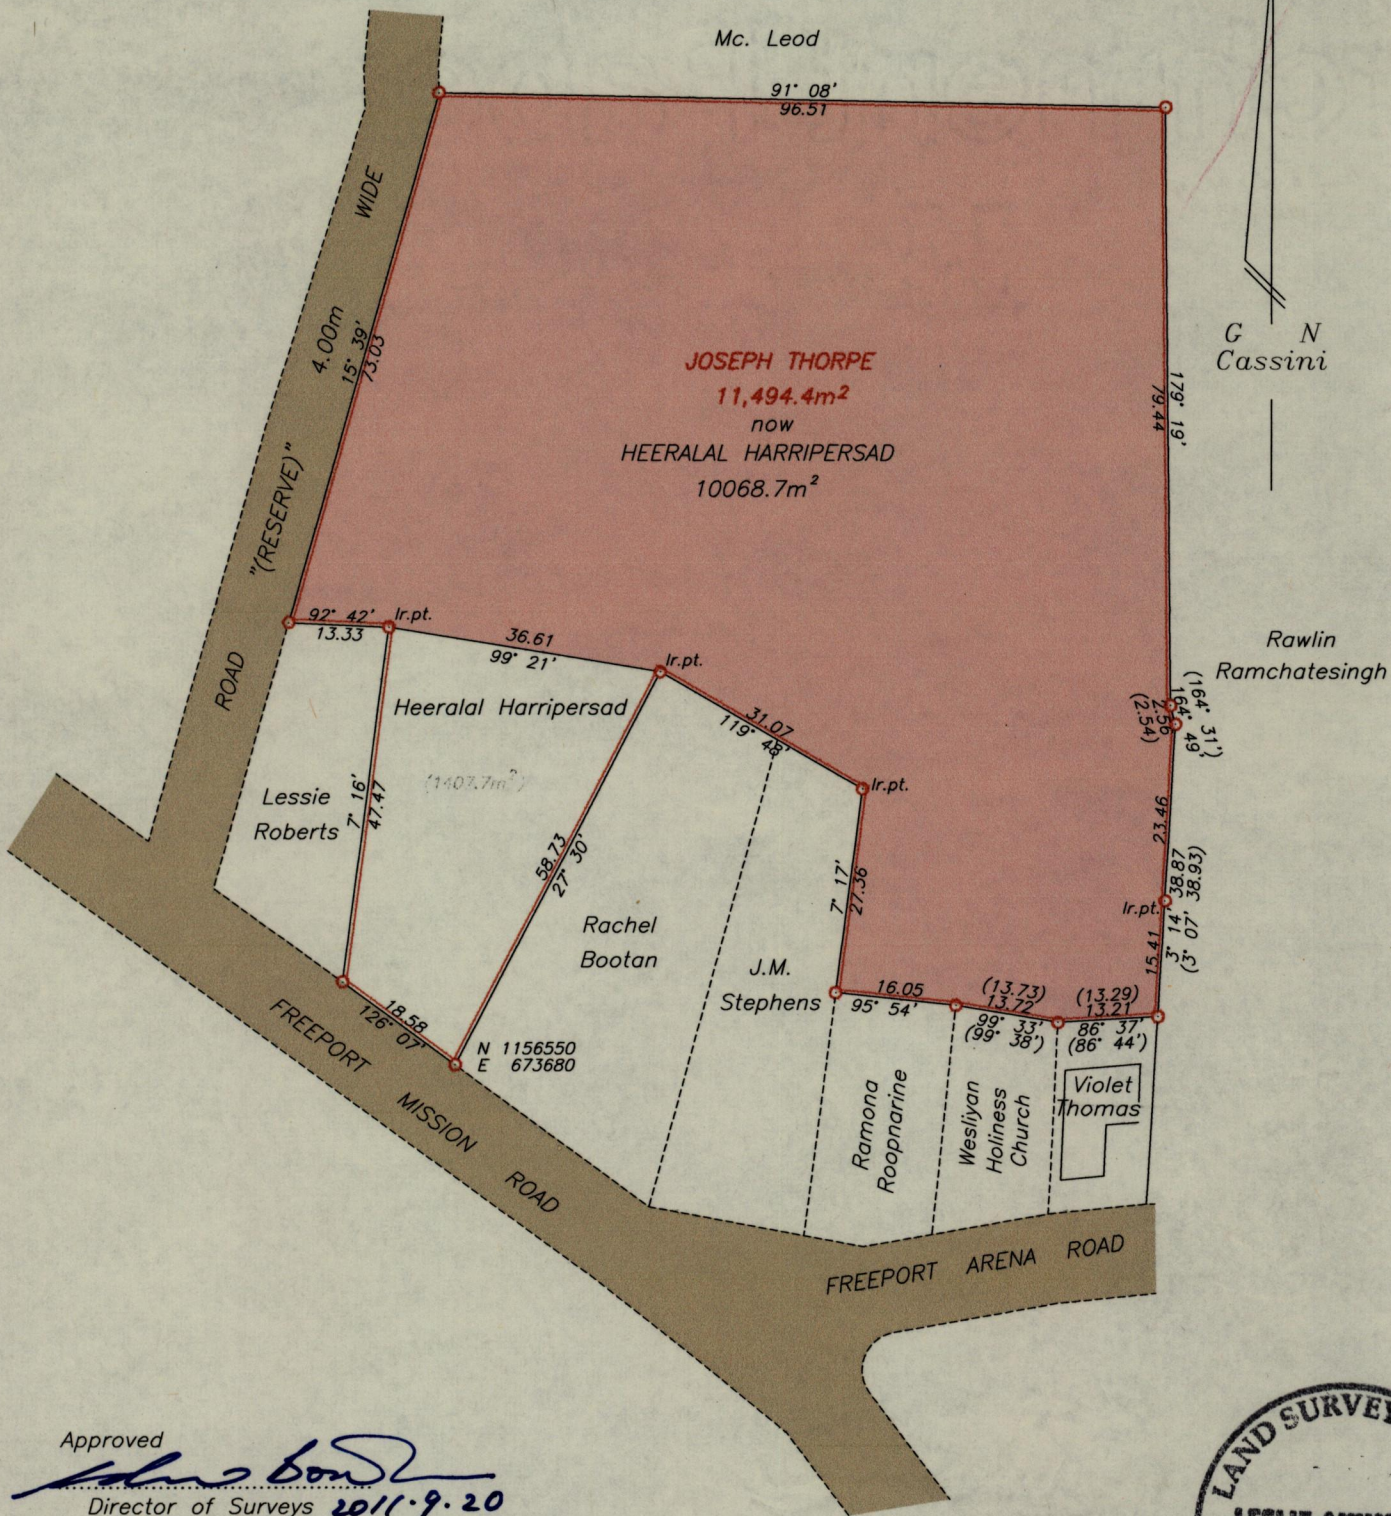 Mc. Leod
91° 08'
96.51
WIDE
4.00m
15° 39'
73.03
"(RESERVE)"
ROAD
JOSEPH THORPE
11,494.4m²
now
HEERALAL HARRIPERSAD
10068.7m²
G N
Cassini
179° 19'
79.44
Rawlin
Ramchatesingh
(164° 31')
164° 49'
2.56
(2.54)
92° 42'
13.33
Ir.pt.
36.61
99° 21'
Ir.pt.
31.07
119° 48'
Ir.pt.
Heeralal Harripersad
(1407.7m²)
Lessie
Roberts
7° 16'
47.47
58.73
27° 30'
Rachel
Bootan
J.M.
Stephens
7° 17'
27.36
23.46
38.87
(38.93)
Ir.pt.
15.41
3° 14'
(3° 07')
16.05
95° 54'
(13.73)
13.72
99° 33'
(99° 38')
(13.29)
13.21
86° 37'
(86° 44')
18.58
126° 07'
N 1156550
E 673680
Ramona
Roopnarine
Wesliyan
Holiness
Church
Violet
Thomas
FREEPORT MISSION ROAD
FREEPORT ARENA ROAD
Approved
Director of Surveys 2011.9.20
LAND SURVEY